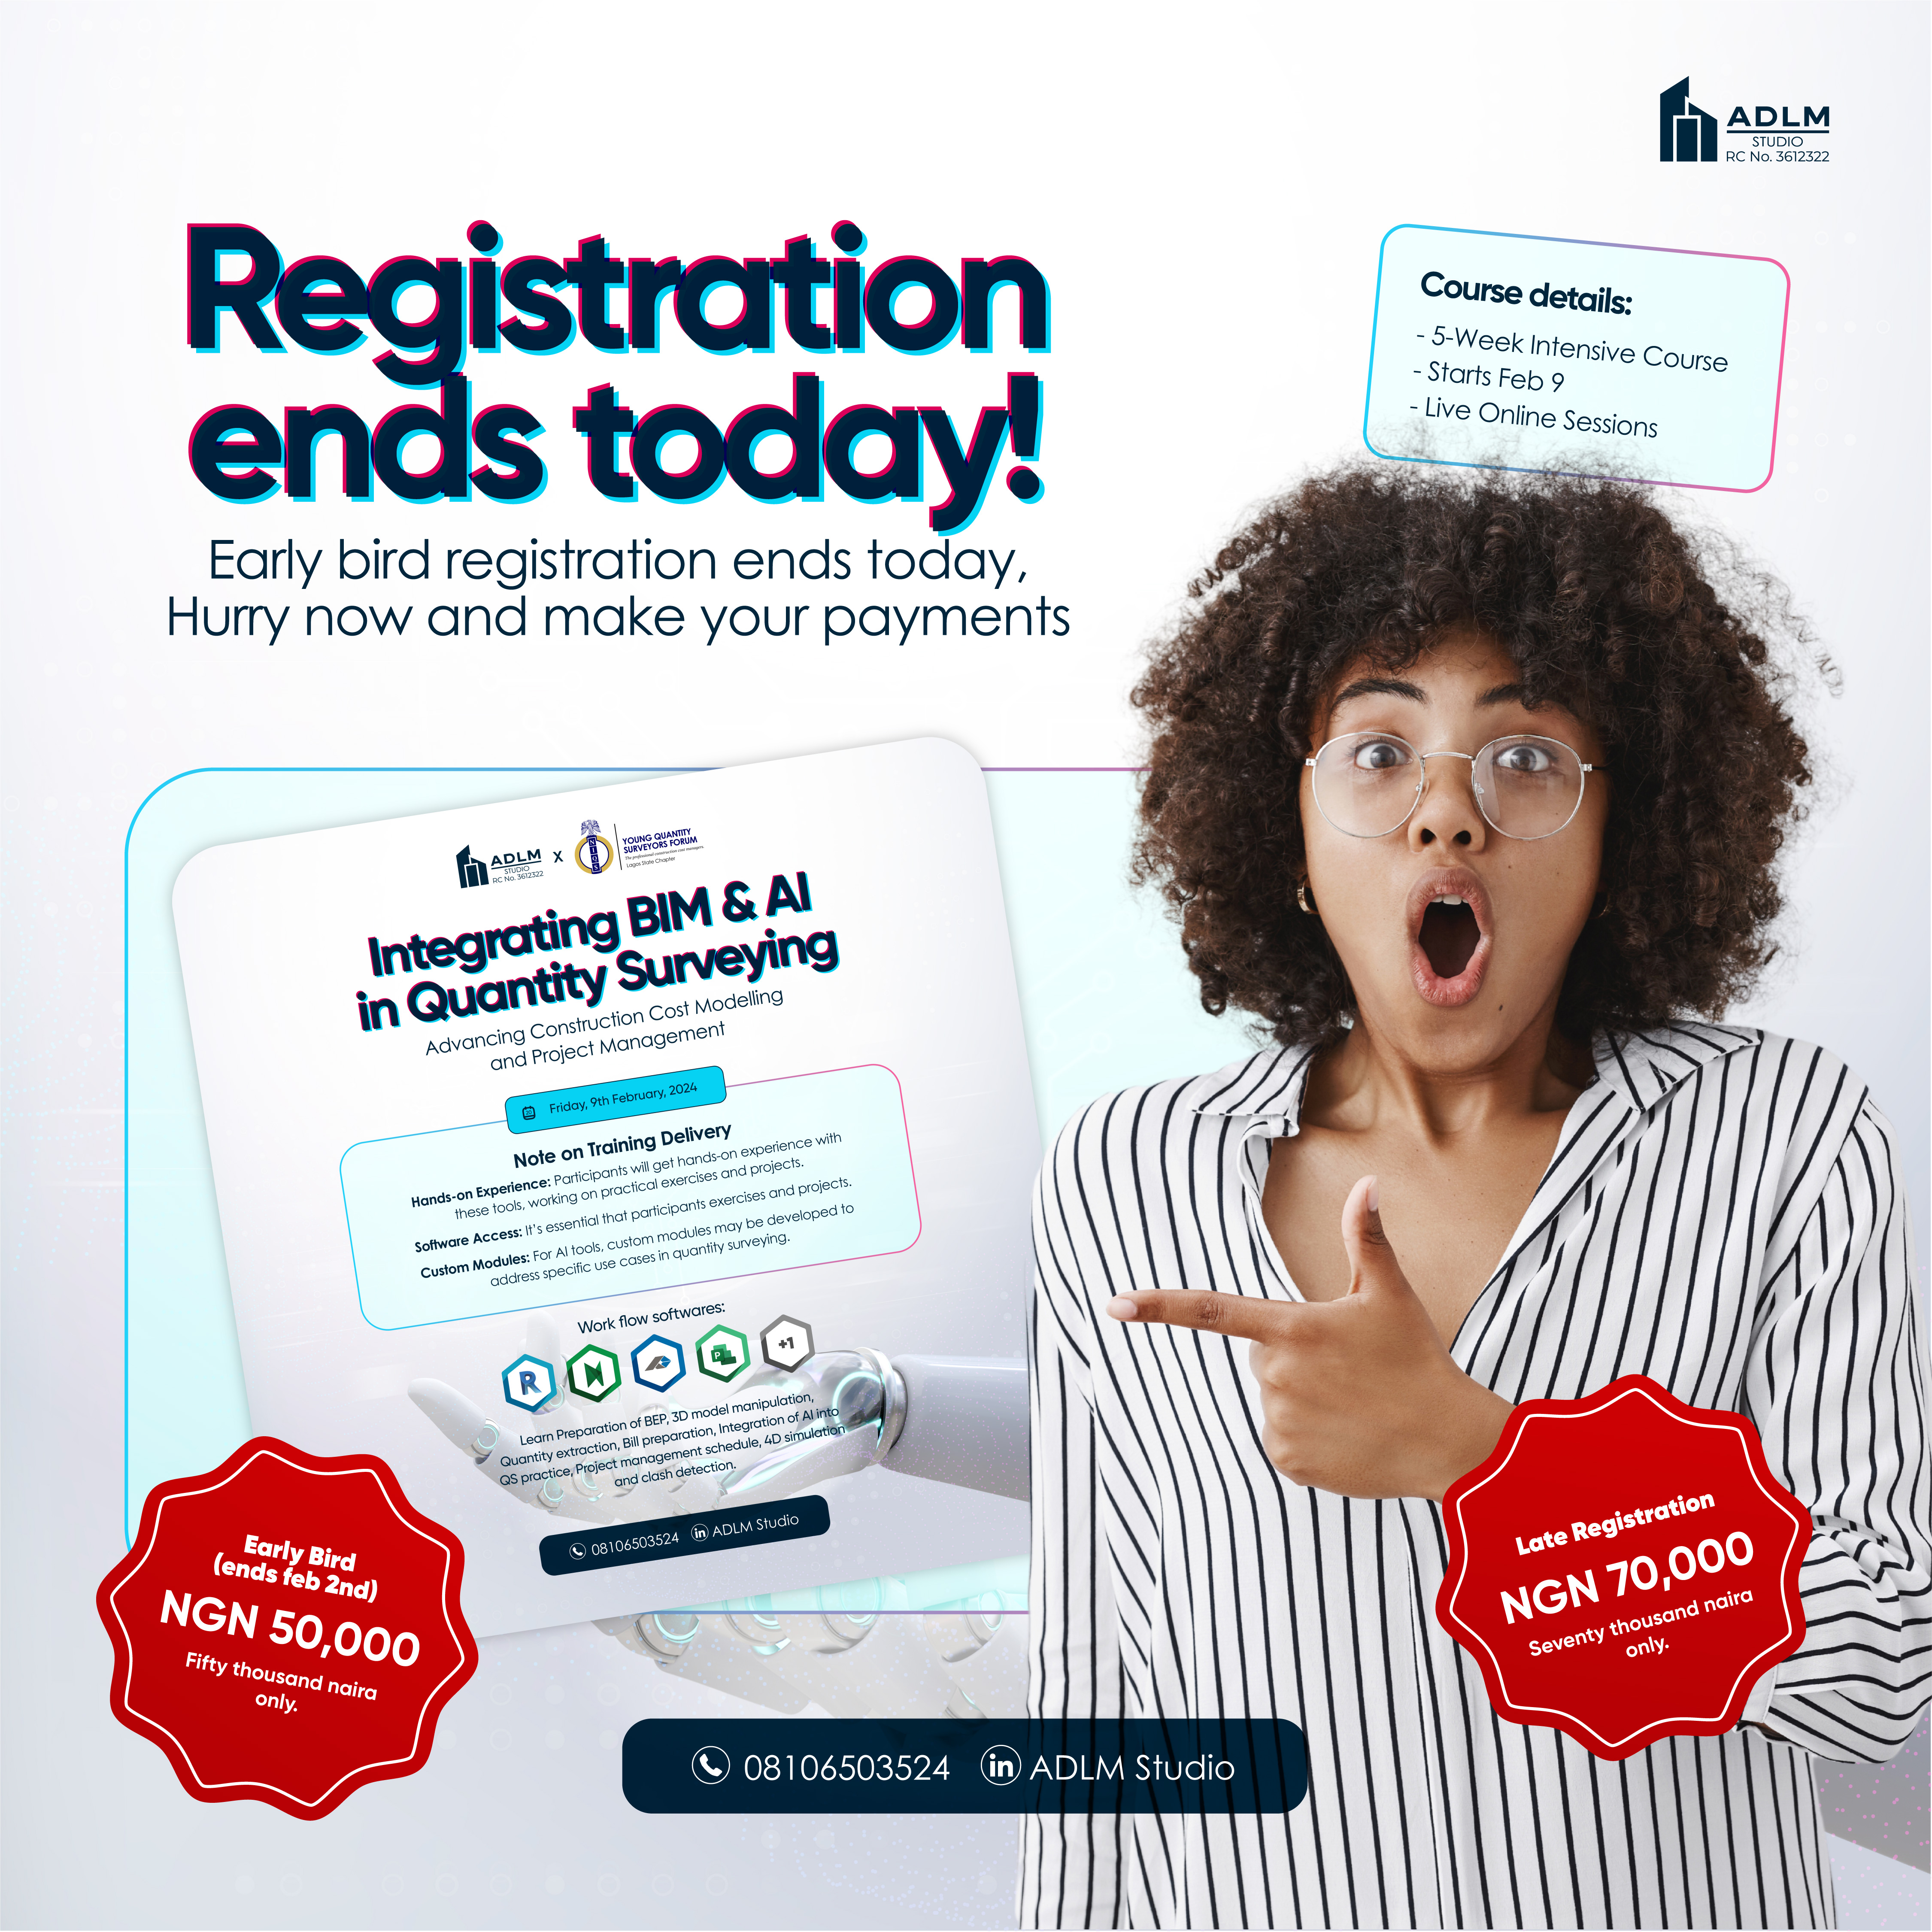 ADLM
STUDIO
RC No. 3612322
Registration
ends today!
Early bird registration ends today,
Hurry now and make your payments
Course details:
- 5-Week Intensive Course
- Starts Feb 9
- Live Online Sessions
ADLM
STUDIO
RC No. 3612322
X
NIQS
YOUNG QUANTITY
SURVEYORS FORUM
The professional construction cost managers.
Lagos State Chapter
Integrating BIM & AI
in Quantity Surveying
Advancing Construction Cost Modelling
and Project Management
Friday, 9th February, 2024
Note on Training Delivery
Hands-on Experience: Participants will get hands-on experience with
these tools, working on practical exercises and projects.
Software Access: It's essential that participants exercises and projects.
Custom Modules: For AI tools, custom modules may be developed to
address specific use cases in quantity surveying.
Work flow softwares:
R
N
P
+1
Learn Preparation of BEP, 3D model manipulation,
Quantity extraction, Bill preparation, Integration of AI into
QS practice, Project management schedule, 4D simulation
and clash detection.
08106503524 in ADLM Studio
Early Bird
(ends feb 2nd)
NGN 50,000
Fifty thousand naira
only.
Late Registration
NGN 70,000
Seventy thousand naira
only.
08106503524 in ADLM Studio